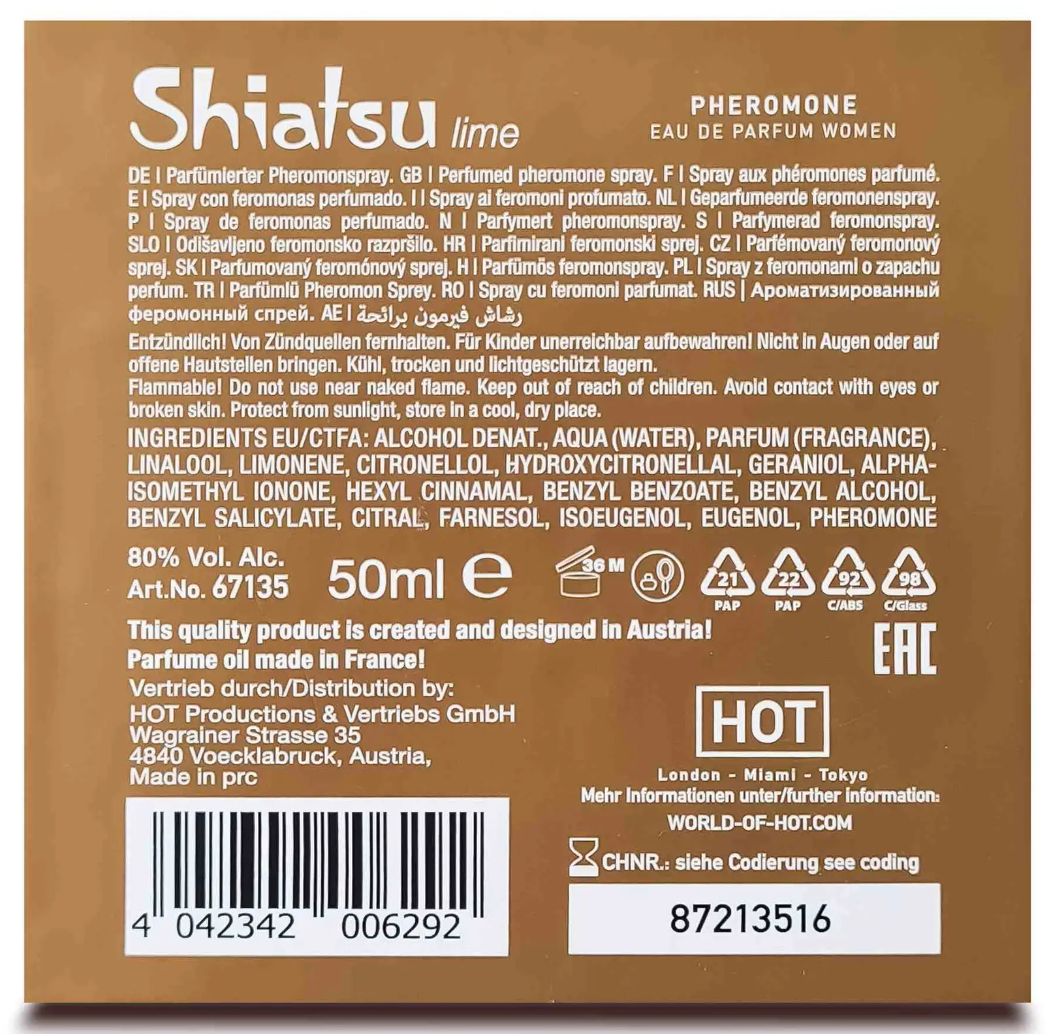 Shiatsu lime
PHEROMONE
EAU DE PARFUM WOMEN
DE | Parfümierter Pheromonspray. GB | Perfumed pheromone spray. F | Spray aux phéromones parfumé.
E | Spray con feromonas perfumado. I | Spray al feromoni profumato. NL | Geparfumeerde feromonenspray.
P | Spray de feromonas perfumado. N | Parfymert pheromonspray. S | Parfymerad feromonspray.
SLO | Odišavljeno feromonsko razpršilo. HR | Parfimirani feromonski sprej. CZ | Parfémovaný feromonový
sprej. SK | Parfumovaný feromónový sprej. H | Parfümös feromonspray. PL | Spray z feromonami o zapachu
perfum. TR | Parfümlü Pheromon Sprey. RO | Spray cu feromoni parfumat. RUS | Ароматизированный
феромонный спрей. AE | رشاش فيرمون برائحة
Entzündlich! Von Zündquellen fernhalten. Für Kinder unerreichbar aufbewahren! Nicht in Augen oder auf
offene Hautstellen bringen. Kühl, trocken und lichtgeschützt lagern.
Flammable! Do not use near naked flame. Keep out of reach of children. Avoid contact with eyes or
broken skin. Protect from sunlight, store in a cool, dry place.
INGREDIENTS EU/CTFA: ALCOHOL DENAT., AQUA (WATER), PARFUM (FRAGRANCE),
LINALOOL, LIMONENE, CITRONELLOL, HYDROXYCITRONELLAL, GERANIOL, ALPHA-
ISOMETHYL IONONE, HEXYL CINNAMAL, BENZYL BENZOATE, BENZYL ALCOHOL,
BENZYL SALICYLATE, CITRAL, FARNESOL, ISOEUGENOL, EUGENOL, PHEROMONE
80% Vol. Alc.
Art.No. 67135
50ml e
36 M
21 22 92 98
PAP PAP C/ABS C/Glass
This quality product is created and designed in Austria!
Parfume oil made in France!
EAC
Vertrieb durch/Distribution by:
HOT Productions & Vertriebs GmbH
Wagrainer Strasse 35
4840 Voecklabruck, Austria,
Made in prc
HOT
London - Miami - Tokyo
Mehr Informationen unter/further information:
WORLD-OF-HOT.COM
CHNR.: siehe Codierung see coding
87213516
4 042342 006292